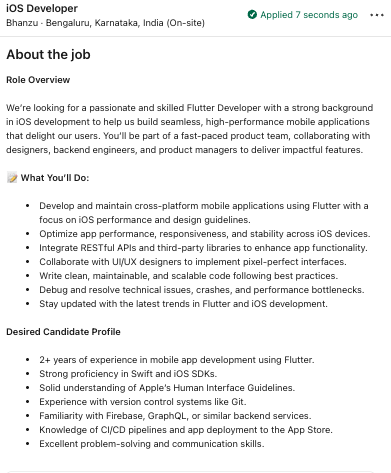 iOS Developer
Bhanzu · Bengaluru, Karnataka, India (On-site)
Applied 7 seconds ago
About the job
Role Overview
We're looking for a passionate and skilled Flutter Developer with a strong background
in iOS development to help us build seamless, high-performance mobile applications
that delight our users. You'll be part of a fast-paced product team, collaborating with
designers, backend engineers, and product managers to deliver impactful features.
📝 What You'll Do:
• Develop and maintain cross-platform mobile applications using Flutter with a
focus on iOS performance and design guidelines.
• Optimize app performance, responsiveness, and stability across iOS devices.
• Integrate RESTful APIs and third-party libraries to enhance app functionality.
• Collaborate with UI/UX designers to implement pixel-perfect interfaces.
• Write clean, maintainable, and scalable code following best practices.
• Debug and resolve technical issues, crashes, and performance bottlenecks.
• Stay updated with the latest trends in Flutter and iOS development.
Desired Candidate Profile
• 2+ years of experience in mobile app development using Flutter.
• Strong proficiency in Swift and iOS SDKs.
• Solid understanding of Apple's Human Interface Guidelines.
• Experience with version control systems like Git.
• Familiarity with Firebase, GraphQL, or similar backend services.
• Knowledge of CI/CD pipelines and app deployment to the App Store.
• Excellent problem-solving and communication skills.